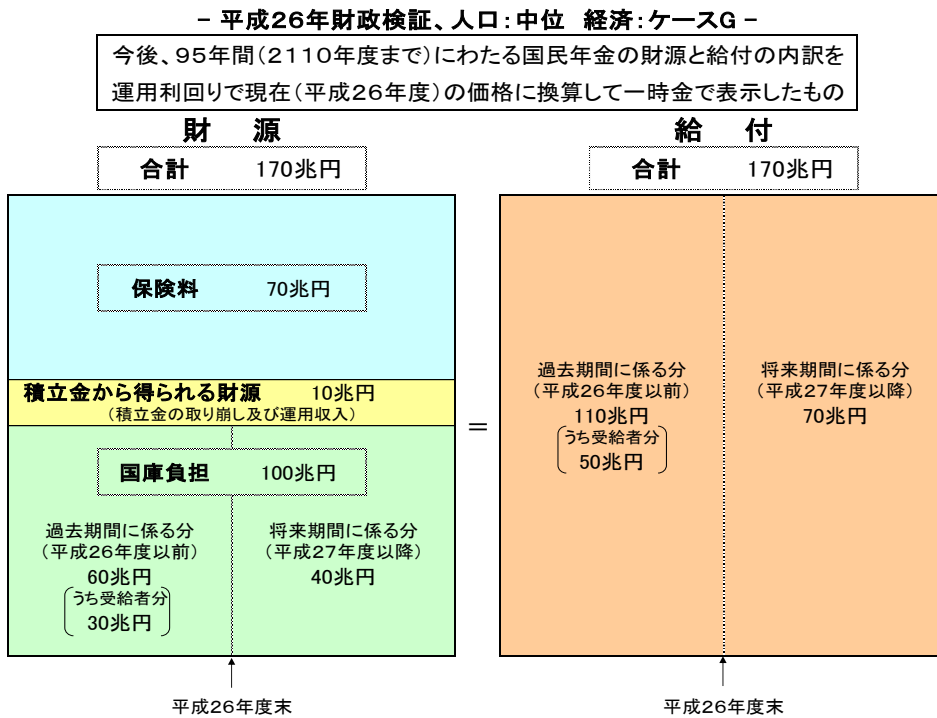 － 平成26年財政検証、人口：中位 経済：ケースG －
今後、95年間（2110年度まで）にわたる国民年金の財源と給付の内訳を
運用利回りで現在（平成26年度）の価格に換算して一時金で表示したもの
財 源
合計 170兆円
保険料 70兆円
積立金から得られる財源 10兆円
（積立金の取り崩し及び運用収入）
国庫負担 100兆円
過去期間に係る分
（平成26年度以前）
60兆円
うち受給者分
30兆円
将来期間に係る分
（平成27年度以降）
40兆円
平成26年度末
＝
給 付
合計 170兆円
過去期間に係る分
（平成26年度以前）
110兆円
うち受給者分
50兆円
将来期間に係る分
（平成27年度以降）
70兆円
平成26年度末